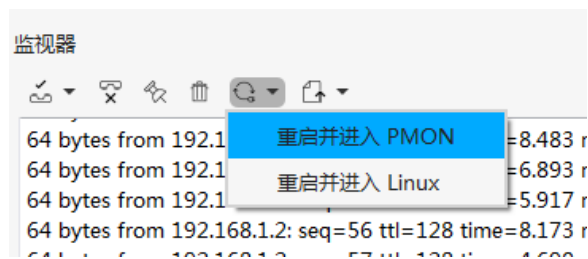 监视器
重启并进入 PMON
重启并进入 Linux
64 bytes from 192.1 =8.483
64 bytes from 192.1 =6.893
64 bytes from 192.1 =5.917
64 bytes from 192.168.1.2: seq=56 ttl=128 time=8.173